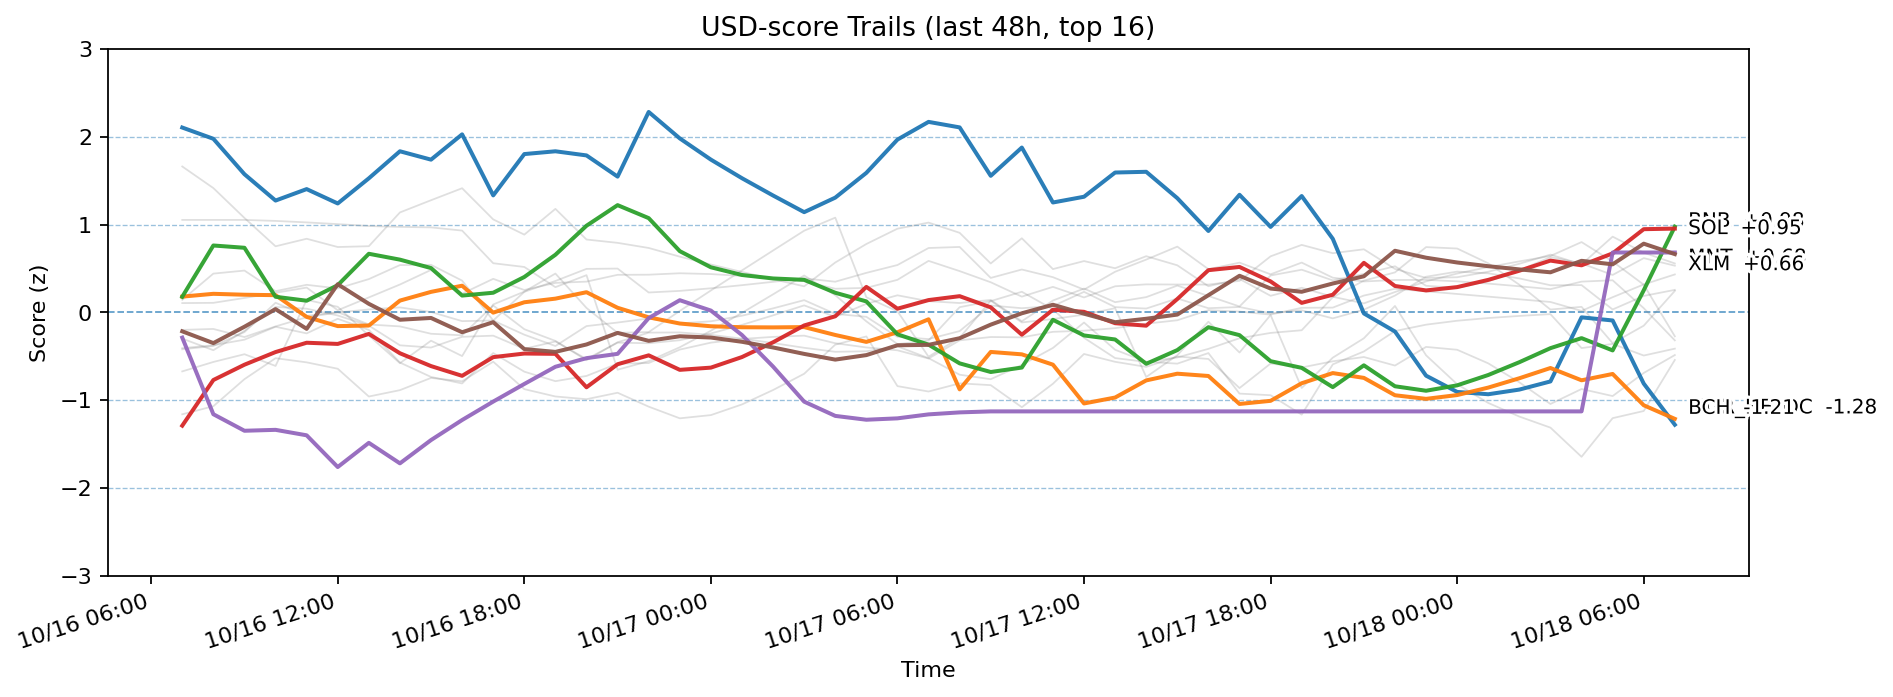 USD-score Trails (last 48h, top 16)
Score (z)
3
2
1
0
−1
−2
−3
SOL +0.95
XLM +0.66
BCH -1.21
-1.28
10/16 06:00
10/16 12:00
10/16 18:00
10/17 00:00
10/17 06:00
10/17 12:00
10/17 18:00
10/18 00:00
10/18 06:00
Time